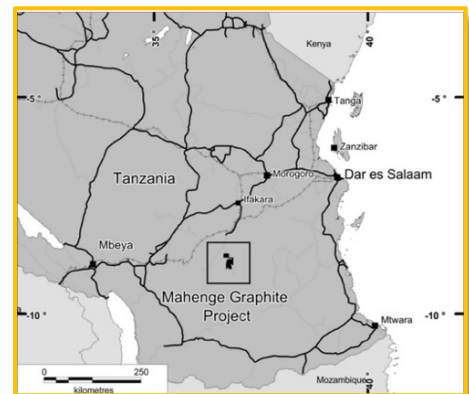 35
40
Kenya
-5
-5
Tanga
Zanzibar
Tanzania
Morogoro
Dar es Salaam
Ifakara
Mbeya
Mahenge Graphite
Project
-10
-10
Mtwara
0
250
kilometres
Mozambique
40